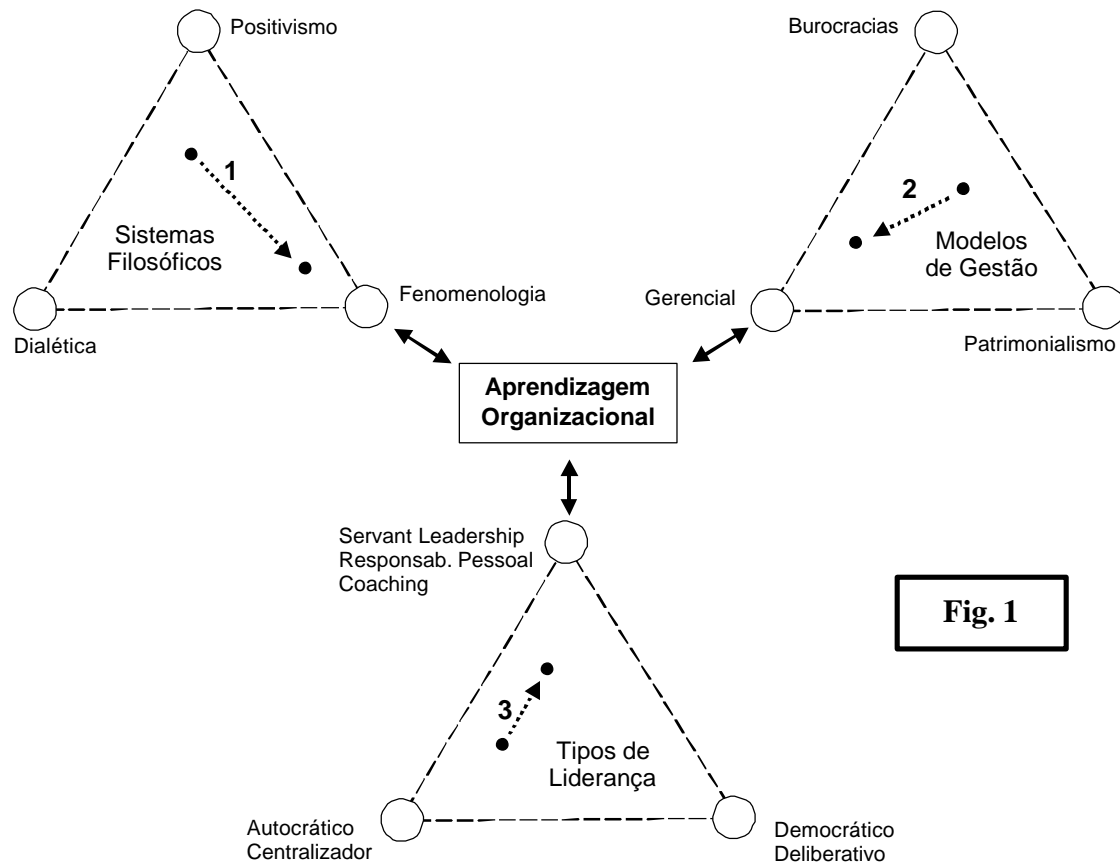 Positivismo
1
Sistemas
Filosóficos
Dialética
Fenomenologia
Burocracias
2
Modelos
de Gestão
Gerencial
Patrimonialismo
Aprendizagem
Organizacional
Servant Leadership
Responsab. Pessoal
Coaching
3
Tipos de
Liderança
Autocrático
Centralizador
Democrático
Deliberativo
Fig. 1